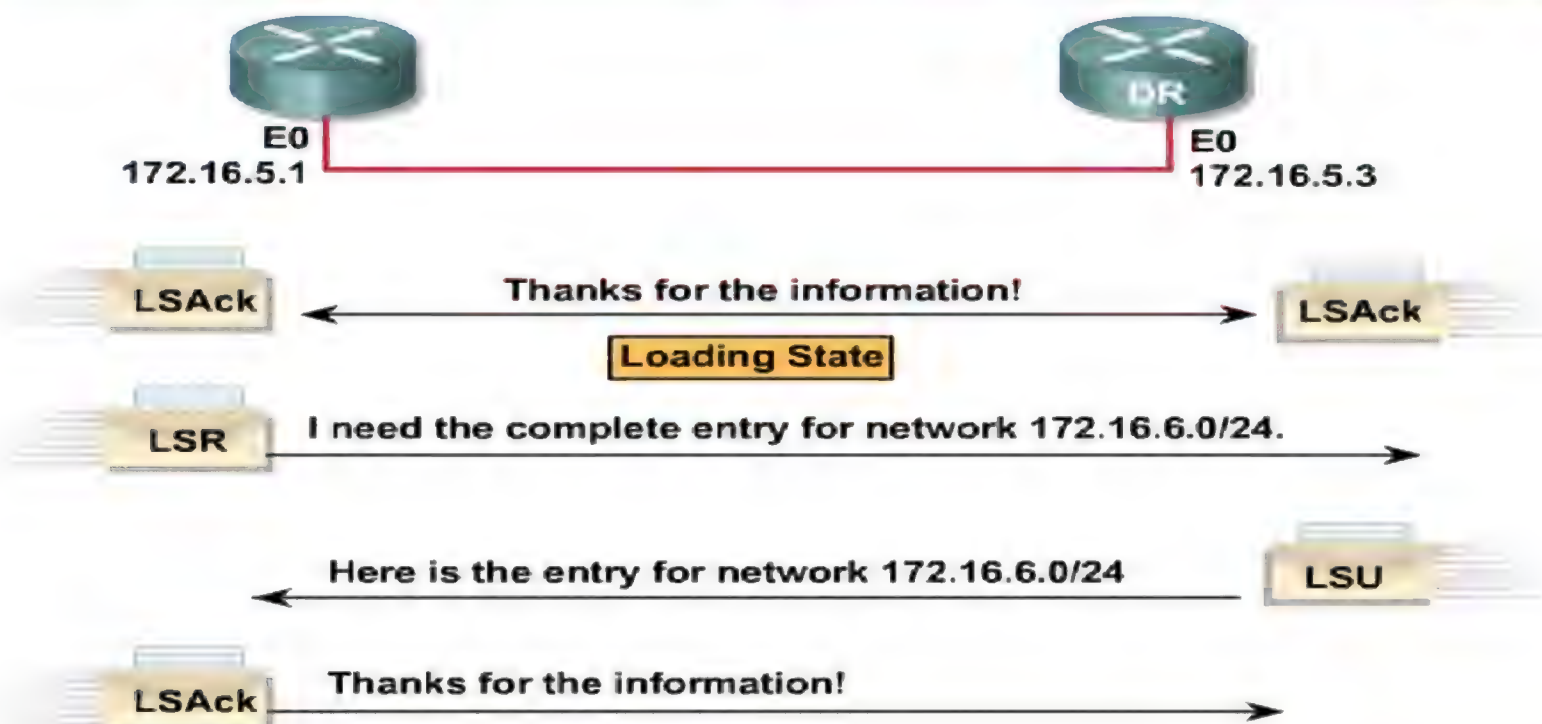 DR
E0
172.16.5.1
E0
172.16.5.3
LSAck
Thanks for the information!
LSAck
Loading State
LSR
I need the complete entry for network 172.16.6.0/24.
Here is the entry for network 172.16.6.0/24
LSU
LSAck
Thanks for the information!